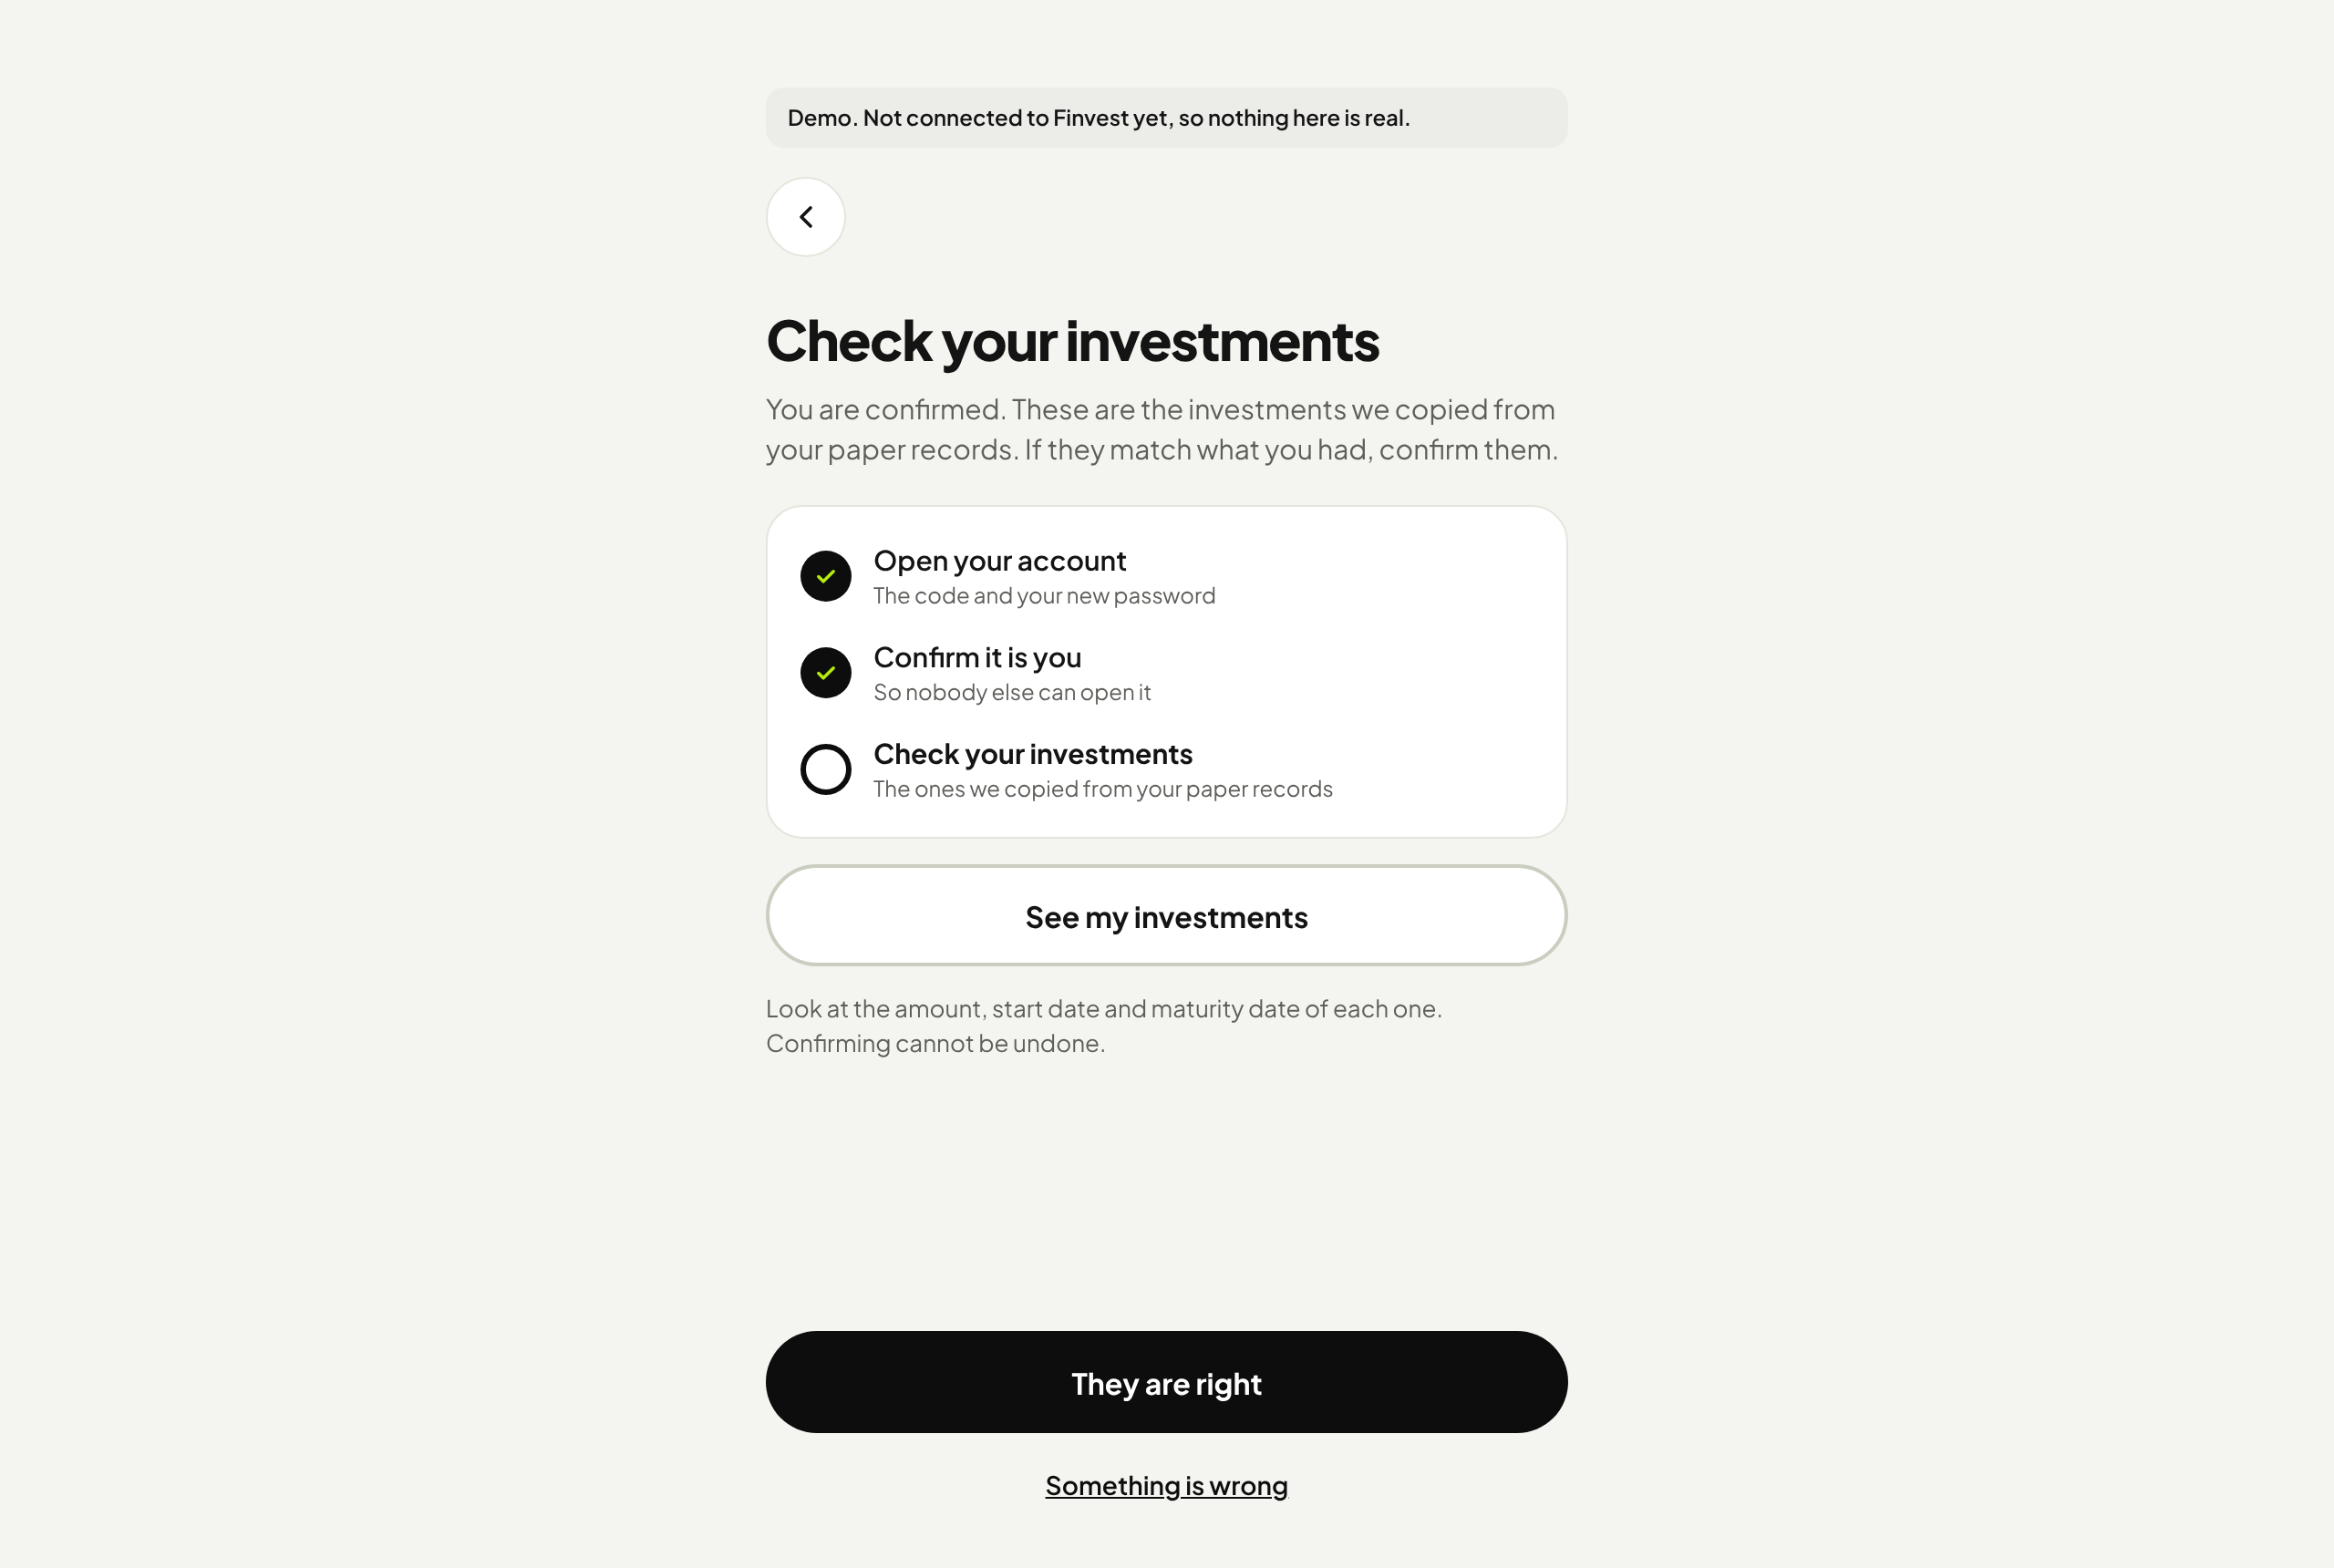 Demo. Not connected to Finvest yet, so nothing here is real.
Check your investments
You are confirmed. These are the investments we copied from
your paper records. If they match what you had, confirm them.
Open your account
The code and your new password
Confirm it is you
So nobody else can open it
Check your investments
The ones we copied from your paper records
See my investments
Look at the amount, start date and maturity date of each one.
Confirming cannot be undone.
They are right
Something is wrong